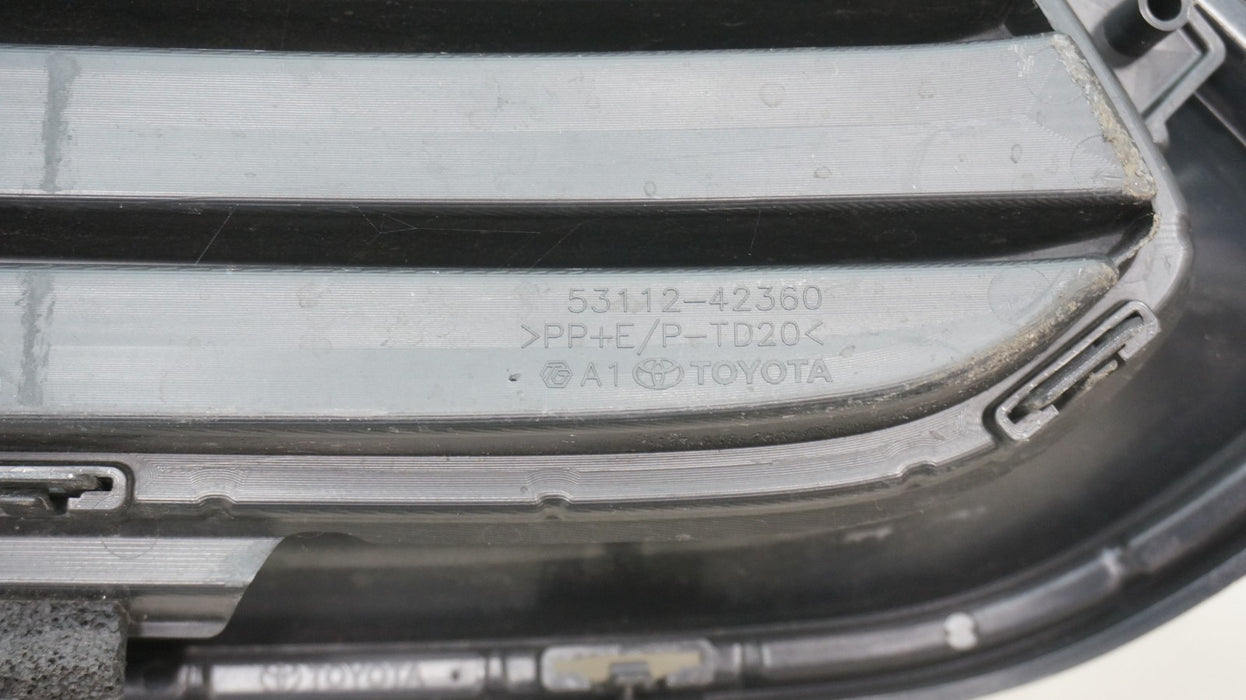 53112-42360
>PP+E/P-TD20<
A1 TOYOTA
TOYOTA